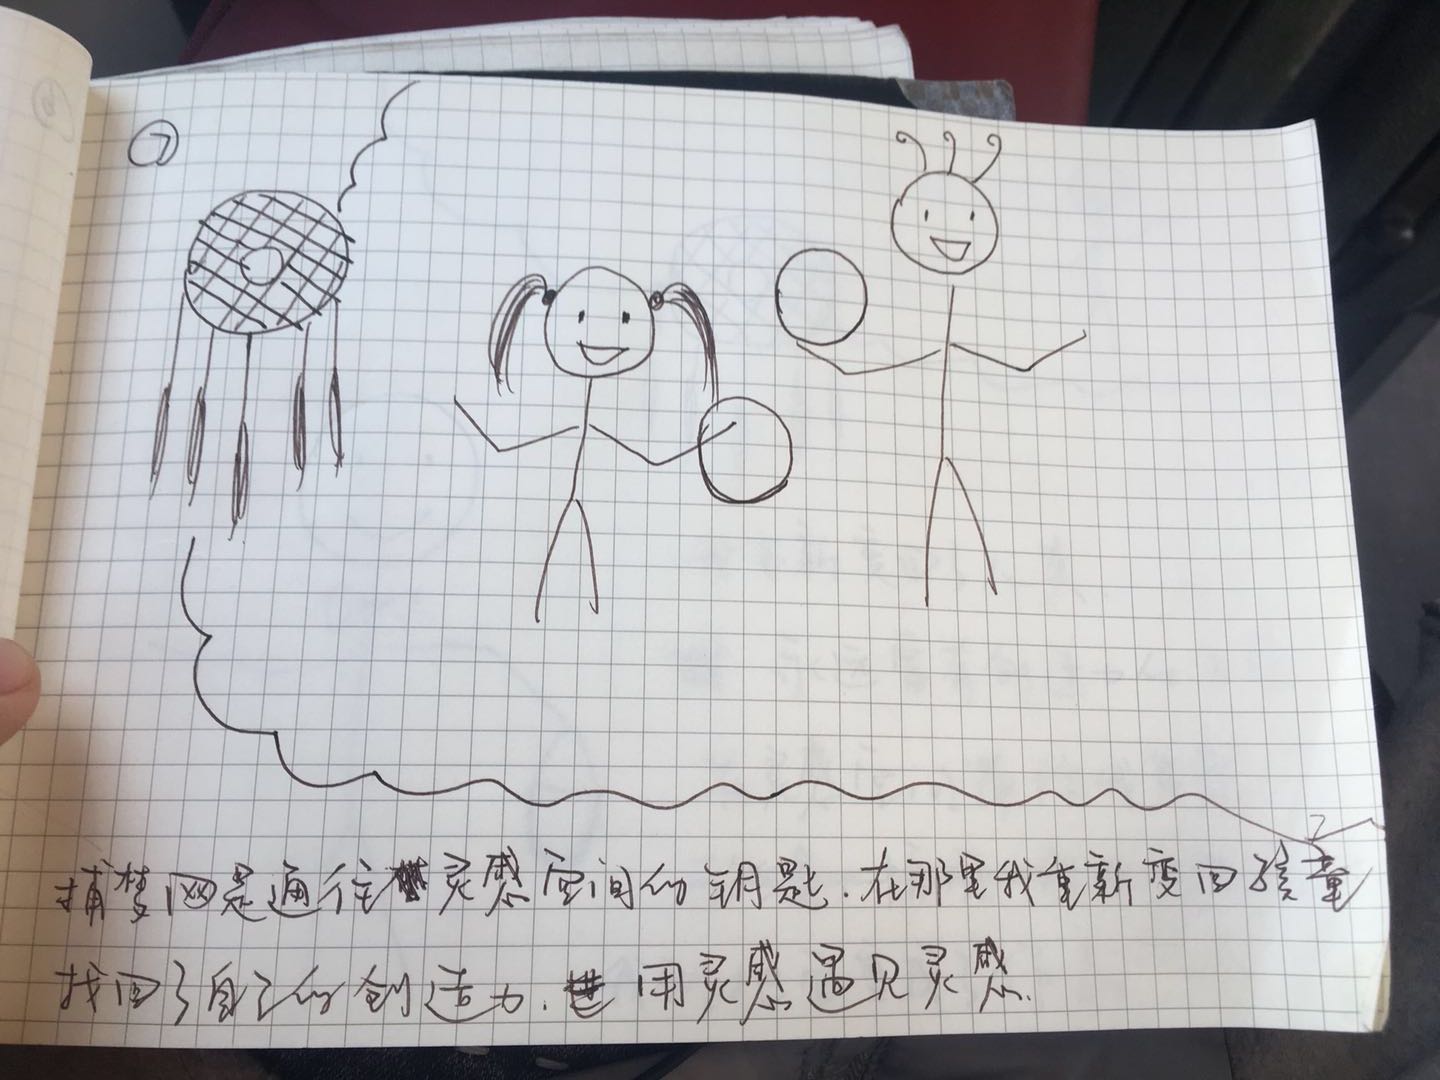 ⑦
捕梦网是通往灵感空间的钥匙.在那里我重新变回孩童
找回了自己的创造力.用灵感遇见灵感.